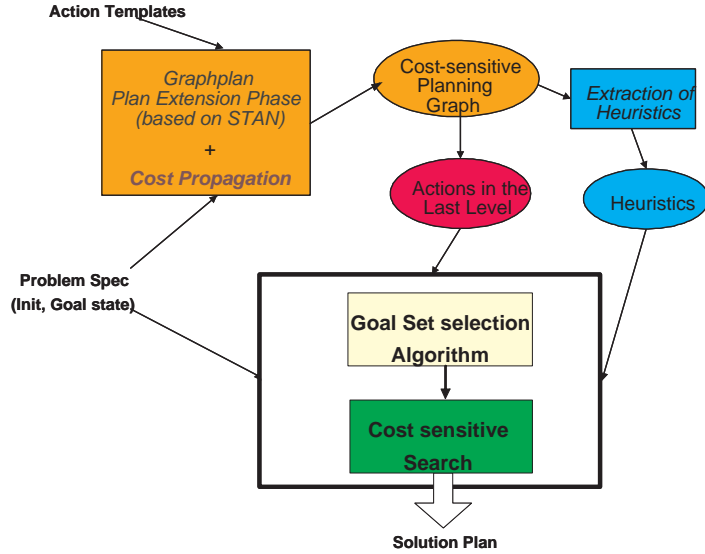 Action Templates
Graphplan
Plan Extension Phase
(based on STAN)
+
Cost Propagation
Cost-sensitive
Planning
Graph
Extraction of
Heuristics
Actions in the
Last Level
Heuristics
Problem Spec
(Init, Goal state)
Goal Set selection
Algorithm
Cost sensitive
Search
Solution Plan